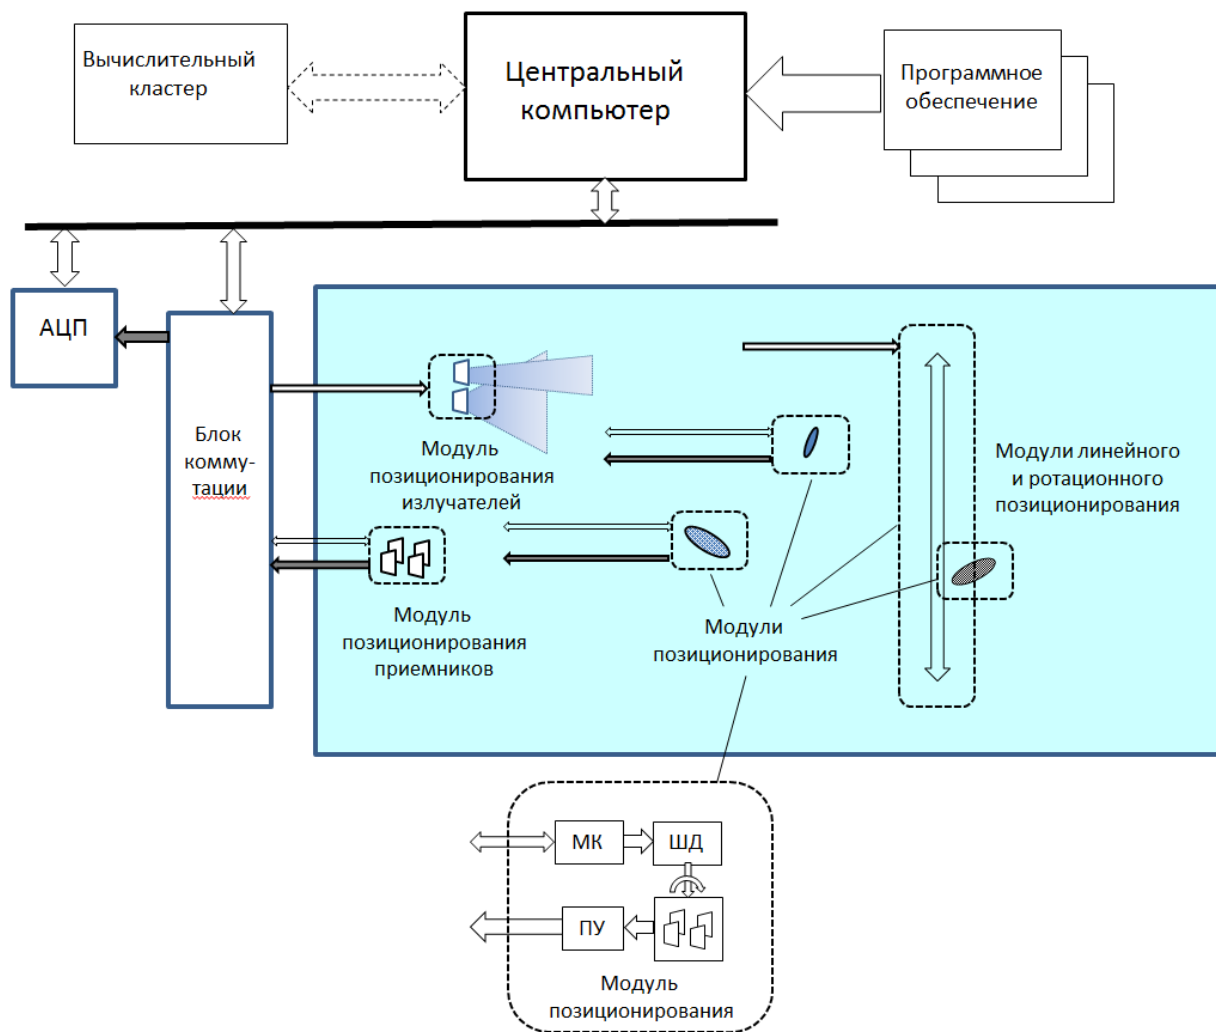 Вычислительный
кластер
Центральный
компьютер
Программное
обеспечение
АЦП
Блок
комму-
тации
Модуль
позиционирования
излучателей
Модули линейного
и ротационного
позиционирования
Модуль
позиционирования
приемников
Модули
позиционирования
МК
ШД
ПУ
Модуль
позиционирования